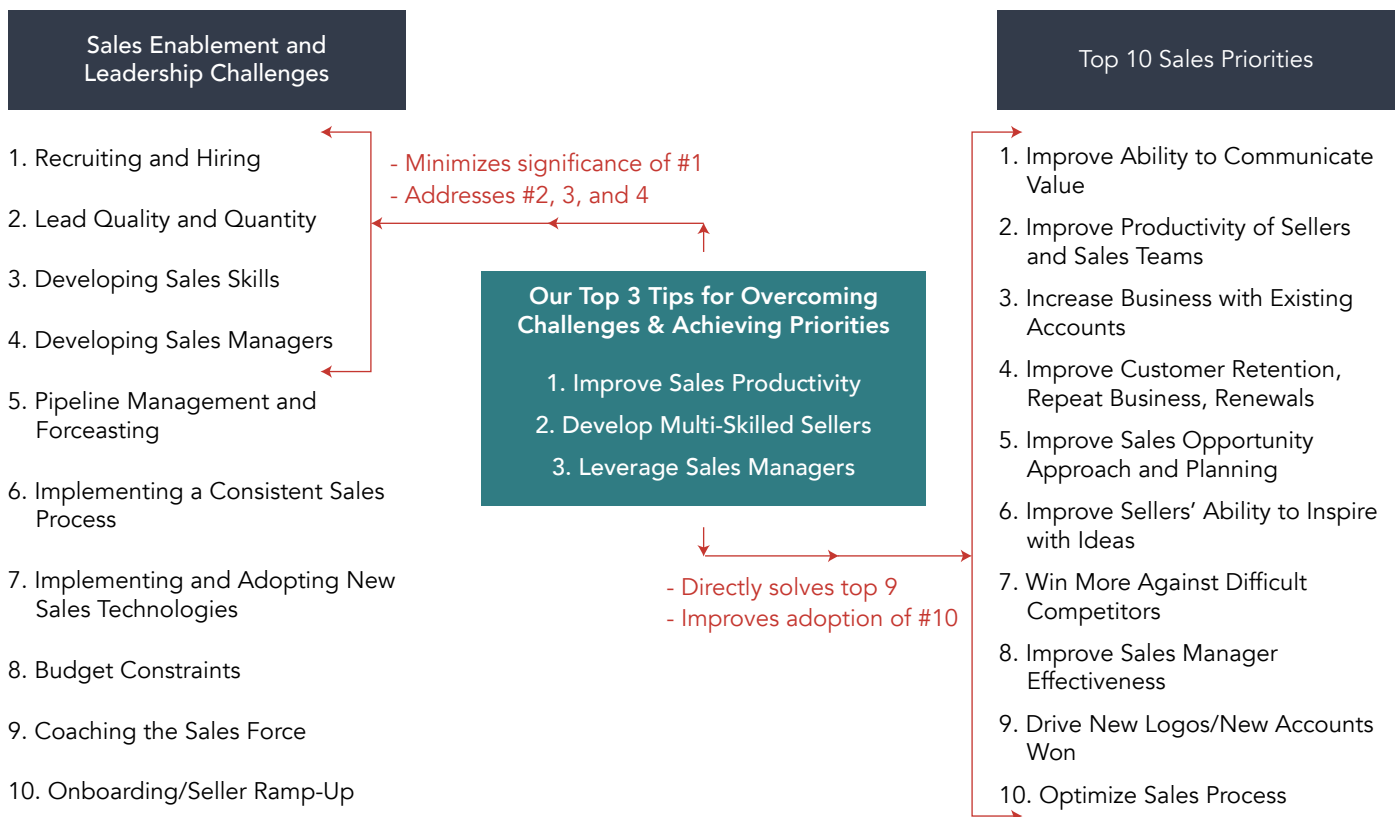 Sales Enablement and
Leadership Challenges
1. Recruiting and Hiring
2. Lead Quality and Quantity
3. Developing Sales Skills
4. Developing Sales Managers
5. Pipeline Management and
Forceasting
6. Implementing a Consistent Sales
Process
7. Implementing and Adopting New
Sales Technologies
8. Budget Constraints
9. Coaching the Sales Force
10. Onboarding/Seller Ramp-Up
- Minimizes significance of #1
- Addresses #2, 3, and 4
Our Top 3 Tips for Overcoming
Challenges & Achieving Priorities
1. Improve Sales Productivity
2. Develop Multi-Skilled Sellers
3. Leverage Sales Managers
- Directly solves top 9
- Improves adoption of #10
Top 10 Sales Priorities
1. Improve Ability to Communicate
Value
2. Improve Productivity of Sellers
and Sales Teams
3. Increase Business with Existing
Accounts
4. Improve Customer Retention,
Repeat Business, Renewals
5. Improve Sales Opportunity
Approach and Planning
6. Improve Sellers’ Ability to Inspire
with Ideas
7. Win More Against Difficult
Competitors
8. Improve Sales Manager
Effectiveness
9. Drive New Logos/New Accounts
Won
10. Optimize Sales Process